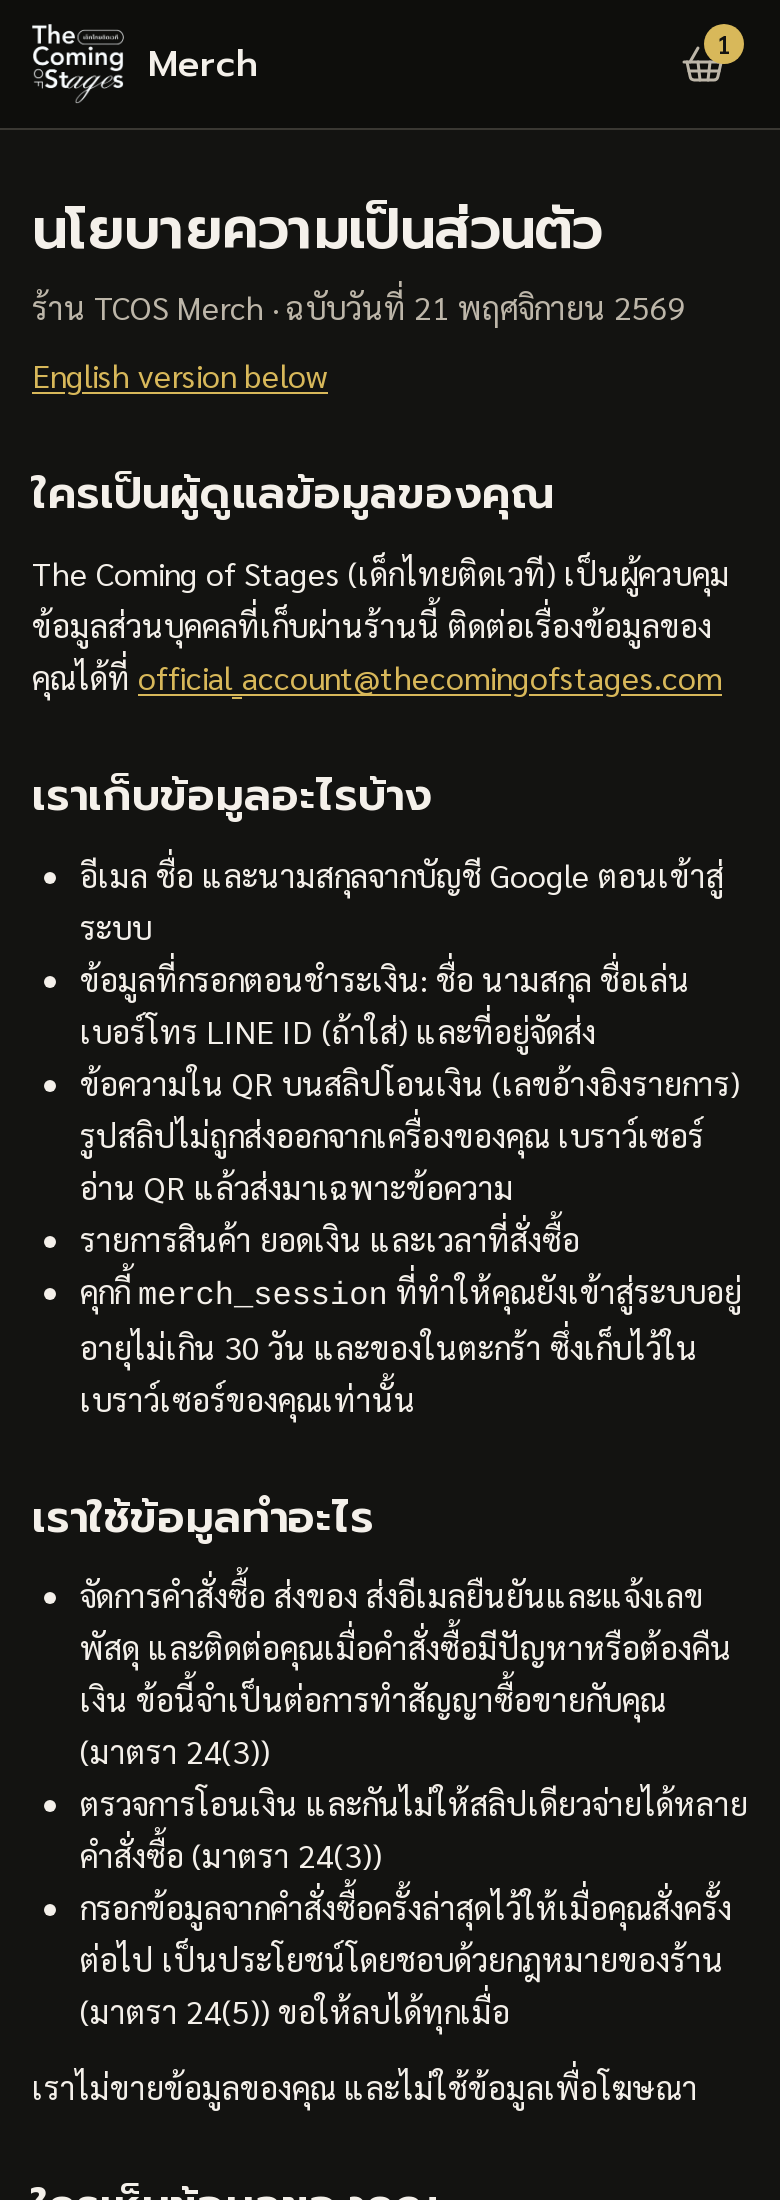 The เด็กไทยติดเวที
Coming
OF Stages
Merch
1
นโยบายความเป็นส่วนตัว
ร้าน TCOS Merch · ฉบับวันที่ 21 พฤศจิกายน 2569
English version below
ใครเป็นผู้ดูแลข้อมูลของคุณ
The Coming of Stages (เด็กไทยติดเวที) เป็นผู้ควบคุม
ข้อมูลส่วนบุคคลที่เก็บผ่านร้านนี้ ติดต่อเรื่องข้อมูลของ
คุณได้ที่ official_account@thecomingofstages.com
เราเก็บข้อมูลอะไรบ้าง
• อีเมล ชื่อ และนามสกุลจากบัญชี Google ตอนเข้าสู่
ระบบ
• ข้อมูลที่กรอกตอนชำระเงิน: ชื่อ นามสกุล ชื่อเล่น
เบอร์โทร LINE ID (ถ้าใส่) และที่อยู่จัดส่ง
• ข้อความใน QR บนสลิปโอนเงิน (เลขอ้างอิงรายการ)
รูปสลิปไม่ถูกส่งออกจากเครื่องของคุณ เบราว์เซอร์
อ่าน QR แล้วส่งมาเฉพาะข้อความ
• รายการสินค้า ยอดเงิน และเวลาที่สั่งซื้อ
• คุกกี้ merch_session ที่ทำให้คุณยังเข้าสู่ระบบอยู่
อายุไม่เกิน 30 วัน และของในตะกร้า ซึ่งเก็บไว้ใน
เบราว์เซอร์ของคุณเท่านั้น
เราใช้ข้อมูลทำอะไร
• จัดการคำสั่งซื้อ ส่งของ ส่งอีเมลยืนยันและแจ้งเลข
พัสดุ และติดต่อคุณเมื่อคำสั่งซื้อมีปัญหาหรือต้องคืน
เงิน ข้อนี้จำเป็นต่อการทำสัญญาซื้อขายกับคุณ
(มาตรา 24(3))
• ตรวจการโอนเงิน และกันไม่ให้สลิปเดียวจ่ายได้หลาย
คำสั่งซื้อ (มาตรา 24(3))
• กรอกข้อมูลจากคำสั่งซื้อครั้งล่าสุดไว้ให้เมื่อคุณสั่งครั้ง
ต่อไป เป็นประโยชน์โดยชอบด้วยกฎหมายของร้าน
(มาตรา 24(5)) ขอให้ลบได้ทุกเมื่อ
เราไม่ขายข้อมูลของคุณ และไม่ใช้ข้อมูลเพื่อโฆษณา